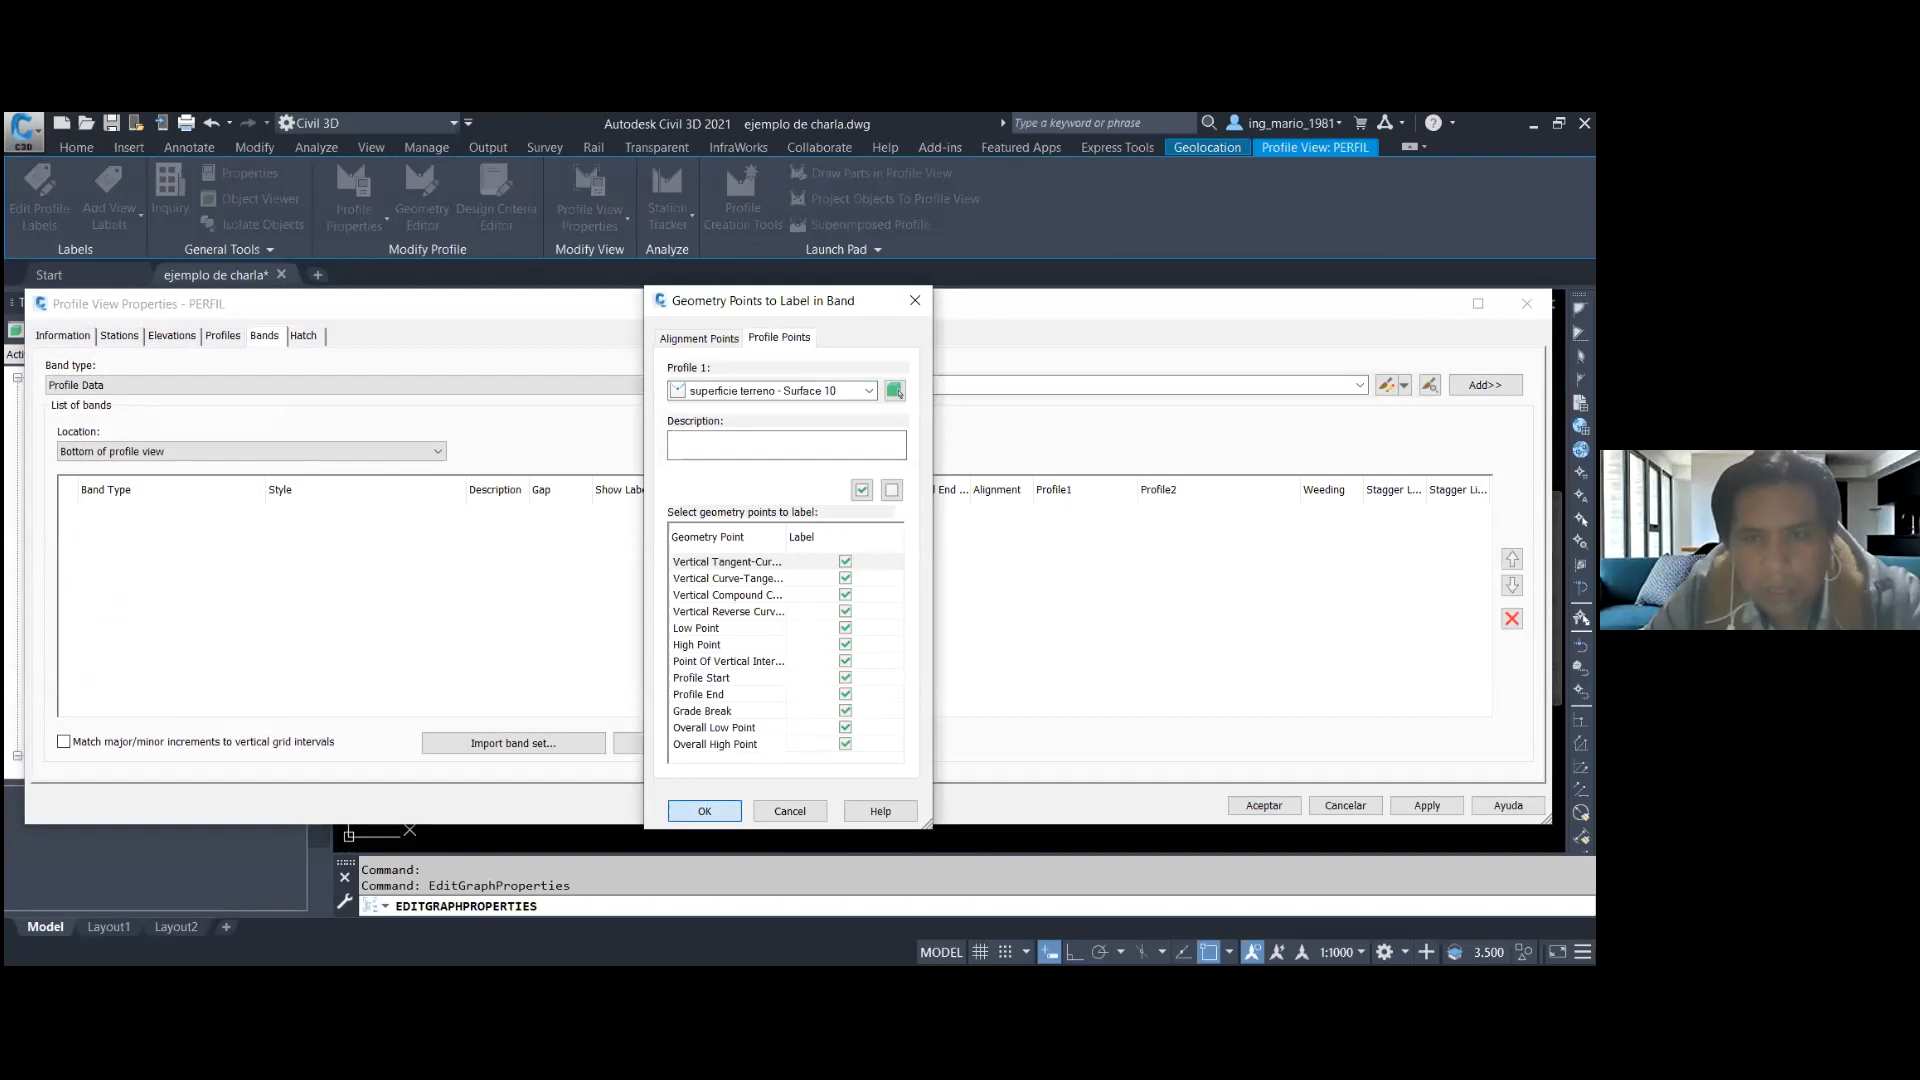 Civil 3D
Autodesk Civil 3D 2021 ejemplo de charla.dwg
Type a keyword or phrase
ing_mario_1981
C3D
Home Insert Annotate Modify Analyze View Manage Output Survey Rail Transparent InfraWorks Collaborate Help Add-ins Featured Apps Express Tools Geolocation Profile View: PERFIL
Edit Profile Labels
Add View Labels
Inquiry
Properties
Object Viewer
Isolate Objects
Profile Properties
Geometry Editor
Design Criteria Editor
Profile View Properties
Station Tracker
Profile Creation Tools
Draw Parts in Profile View
Project Objects To Profile View
Superimposed Profile
Labels General Tools Modify Profile Modify View Analyze Launch Pad
Start ejemplo de charla*
Profile View Properties - PERFIL
Information Stations Elevations Profiles Bands Hatch
Acti
Band type:
Profile Data
Add>>
List of bands
Location:
Bottom of profile view
Band Type Style Description Gap Show Labe
l End ... Alignment Profile1 Profile2 Weeding Stagger L... Stagger Li...
Match major/minor increments to vertical grid intervals
Import band set...
Aceptar Cancelar Apply Ayuda
Geometry Points to Label in Band
Alignment Points Profile Points
Profile 1:
superficie terreno - Surface 10
Description:
Select geometry points to label:
Geometry Point Label
Vertical Tangent-Cur...
Vertical Curve-Tange...
Vertical Compound C...
Vertical Reverse Curv...
Low Point
High Point
Point Of Vertical Inter...
Profile Start
Profile End
Grade Break
Overall Low Point
Overall High Point
OK Cancel Help
Command:
Command: EditGraphProperties
EDITGRAPHPROPERTIES
Model Layout1 Layout2
MODEL 1:1000 3.500